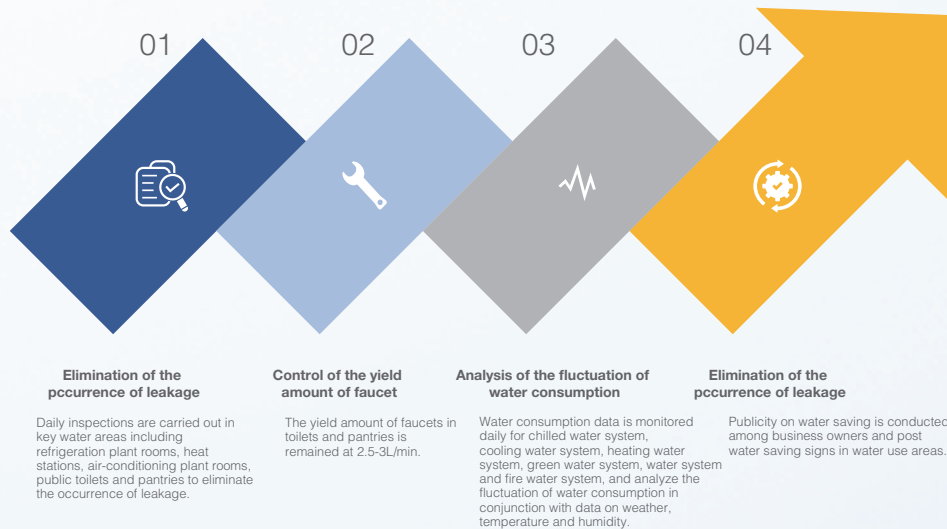 01
02
03
04
Elimination of the
pccurrence of leakage
Daily inspections are carried out in
key water areas including
refrigeration plant rooms, heat
stations, air-conditioning plant rooms,
public toilets and pantries to eliminate
the occurrence of leakage.
Control of the yield
amount of faucet
The yield amount of faucets in
toilets and pantries is
remained at 2.5-3L/min.
Analysis of the fluctuation of
water consumption
Water consumption data is monitored
daily for chilled water system,
cooling water system, heating water
system, green water system, water system
and fire water system, and analyze the
fluctuation of water consumption in
conjunction with data on weather,
temperature and humidity.
Elimination of the
pccurrence of leakage
Publicity on water saving is conducted
among business owners and post
water saving signs in water use areas.